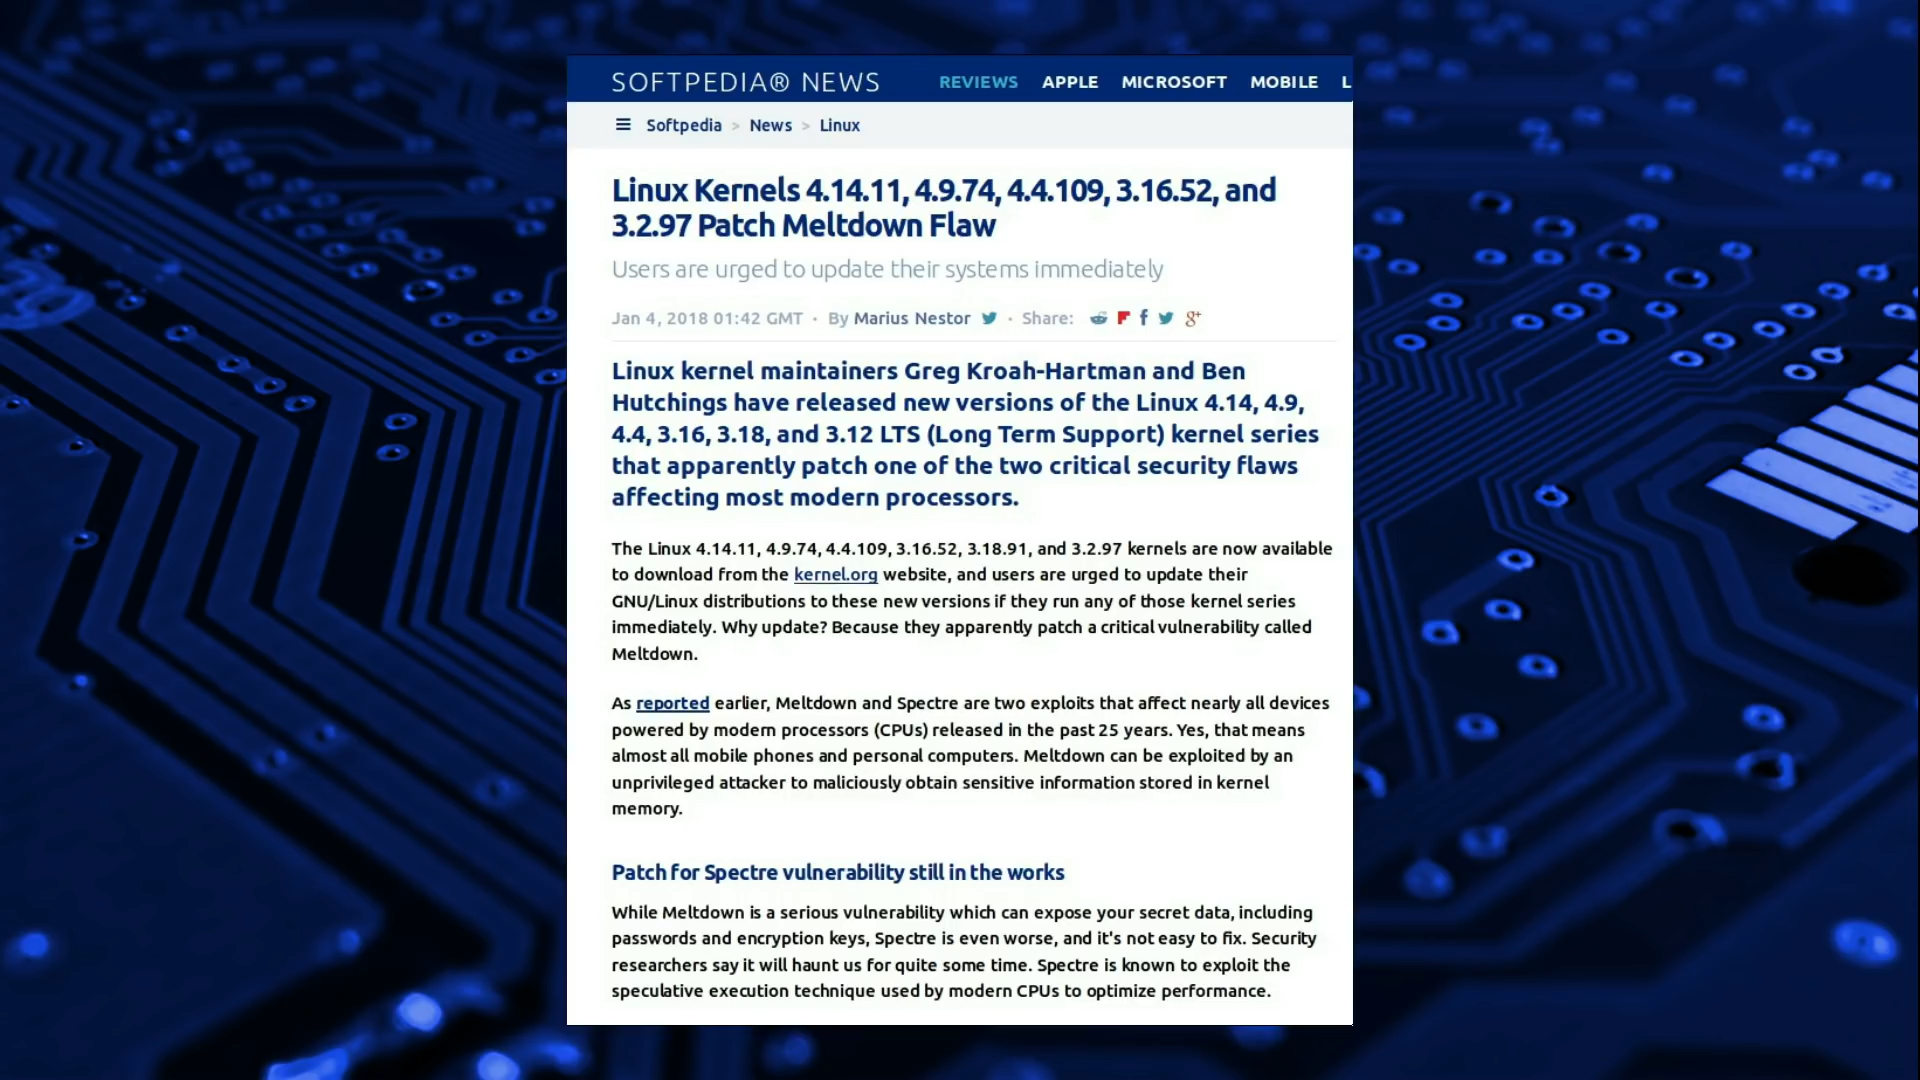 SOFTPEDIA® NEWS REVIEWS APPLE MICROSOFT MOBILE L
Softpedia > News > Linux
Linux Kernels 4.14.11, 4.9.74, 4.4.109, 3.16.52, and
3.2.97 Patch Meltdown Flaw
Users are urged to update their systems immediately
Jan 4, 2018 01:42 GMT · By Marius Nestor · Share:
Linux kernel maintainers Greg Kroah-Hartman and Ben
Hutchings have released new versions of the Linux 4.14, 4.9,
4.4, 3.16, 3.18, and 3.12 LTS (Long Term Support) kernel series
that apparently patch one of the two critical security flaws
affecting most modern processors.
The Linux 4.14.11, 4.9.74, 4.4.109, 3.16.52, 3.18.91, and 3.2.97 kernels are now available
to download from the kernel.org website, and users are urged to update their
GNU/Linux distributions to these new versions if they run any of those kernel series
immediately. Why update? Because they apparently patch a critical vulnerability called
Meltdown.
As reported earlier, Meltdown and Spectre are two exploits that affect nearly all devices
powered by modern processors (CPUs) released in the past 25 years. Yes, that means
almost all mobile phones and personal computers. Meltdown can be exploited by an
unprivileged attacker to maliciously obtain sensitive information stored in kernel
memory.
Patch for Spectre vulnerability still in the works
While Meltdown is a serious vulnerability which can expose your secret data, including
passwords and encryption keys, Spectre is even worse, and it's not easy to fix. Security
researchers say it will haunt us for quite some time. Spectre is known to exploit the
speculative execution technique used by modern CPUs to optimize performance.